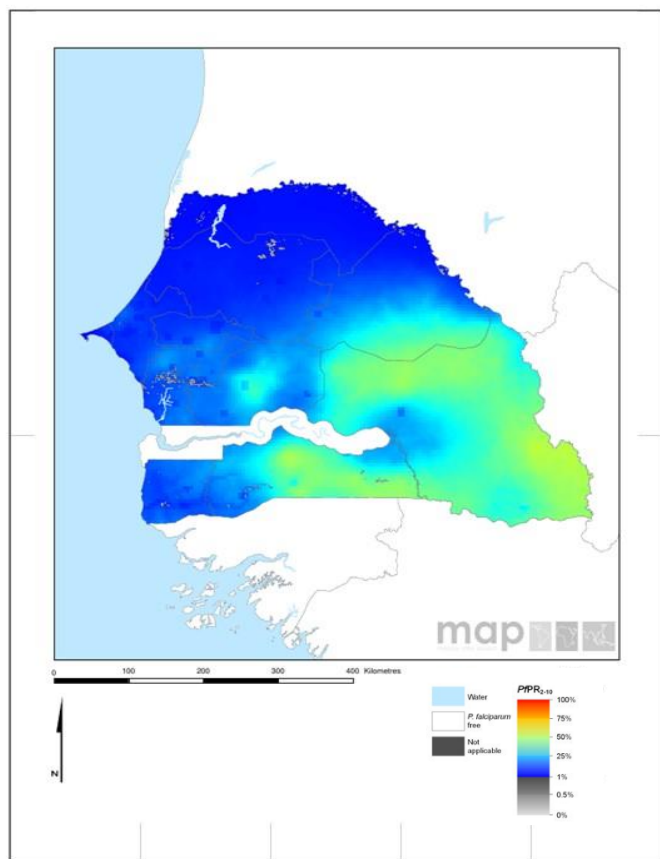 map
0 100 200 300 400 Kilometres
Water
P. falciparum
free
Not
applicable
PfPR2-10
100%
75%
50%
25%
1%
0.5%
0%
N